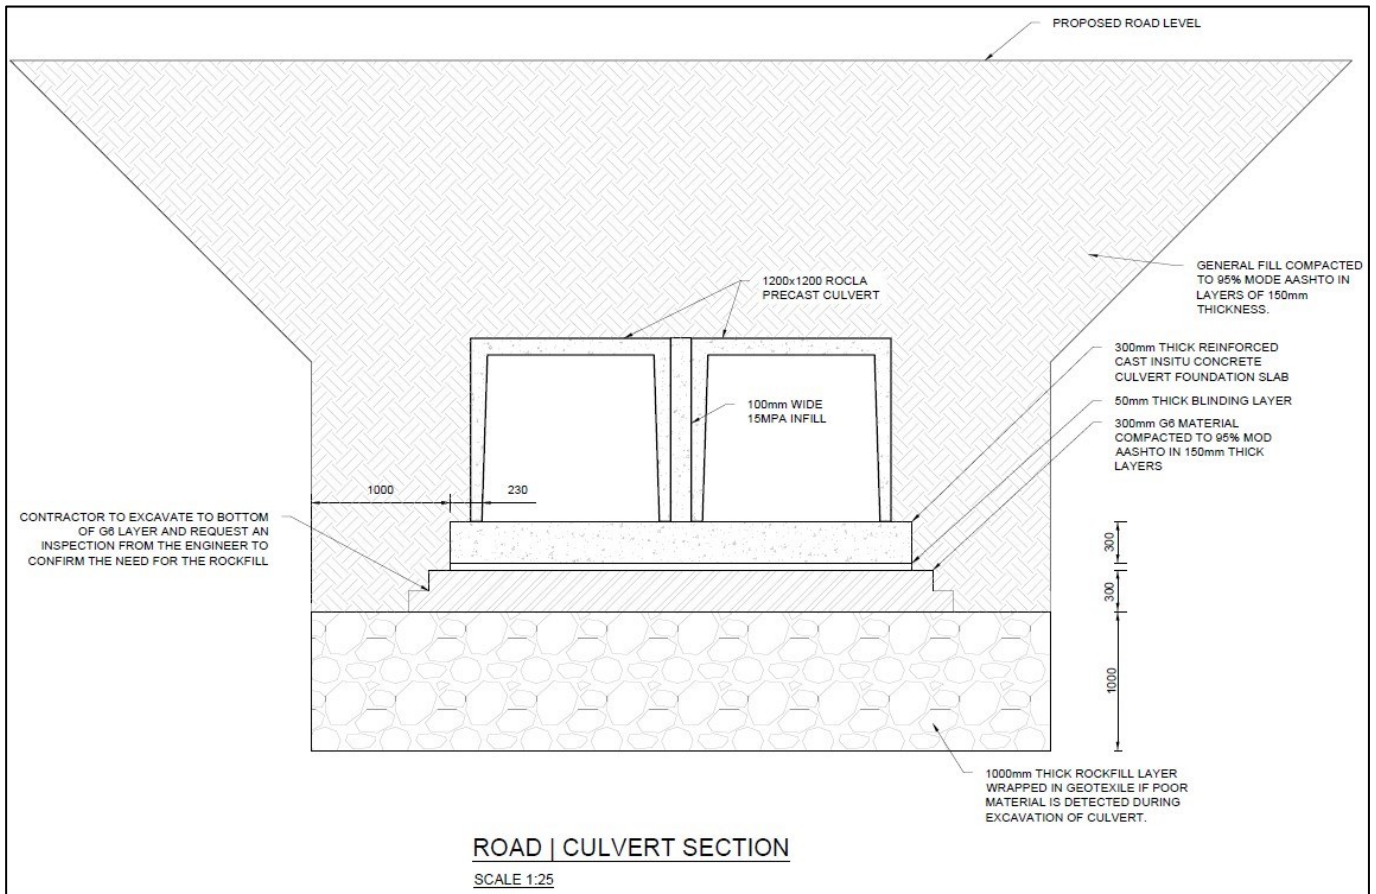 PROPOSED ROAD LEVEL
GENERAL FILL COMPACTED
TO 95% MODE AASHTO IN
LAYERS OF 150mm
THICKNESS.
1200x1200 ROCLA
PRECAST CULVERT
300mm THICK REINFORCED
CAST INSITU CONCRETE
CULVERT FOUNDATION SLAB
50mm THICK BLINDING LAYER
100mm WIDE
15MPA INFILL
300mm G6 MATERIAL
COMPACTED TO 95% MOD
AASHTO IN 150mm THICK
LAYERS
1000
230
CONTRACTOR TO EXCAVATE TO BOTTOM
OF G6 LAYER AND REQUEST AN
INSPECTION FROM THE ENGINEER TO
CONFIRM THE NEED FOR THE ROCKFILL
300
300
1000
1000mm THICK ROCKFILL LAYER
WRAPPED IN GEOTEXILE IF POOR
MATERIAL IS DETECTED DURING
EXCAVATION OF CULVERT.
ROAD | CULVERT SECTION
SCALE 1:25